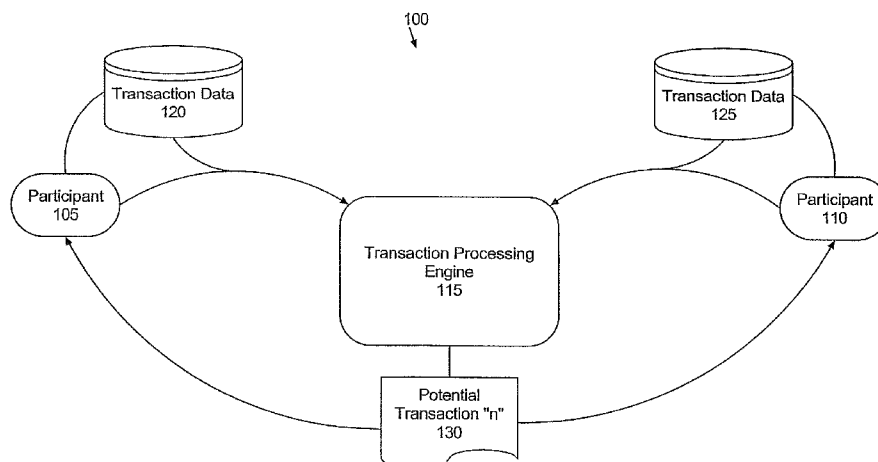 100
Transaction Data
120
Transaction Data
125
Participant
105
Participant
110
Transaction Processing
Engine
115
Potential
Transaction "n"
130